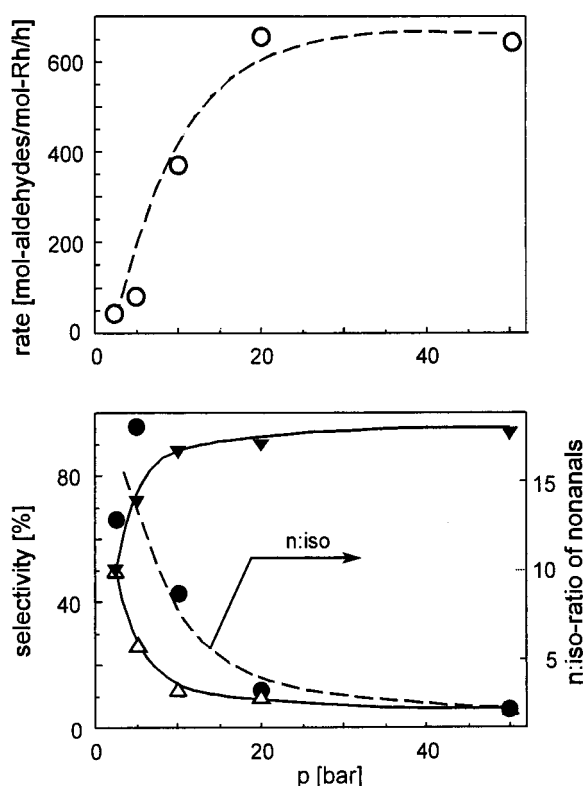 rate [mol-aldehydes/mol-Rh/h]
600
400
200
0
0 20 40
selectivity [%]
80
40
0
n:iso
15
10
5
n:iso-ratio of nonanals
0 20 40
p [bar]